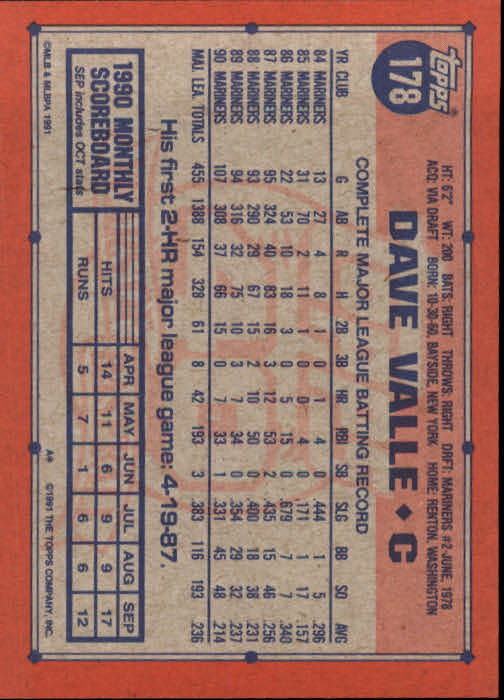 topps®
178
HT: 6'2" WT: 200 BATS: RIGHT THROWS: RIGHT DRFT: MARINERS #2-JUNE, 1978
ACQ: VIA DRAFT BORN: 10-30-60, BAYSIDE, NEW YORK HOME: RENTON, WASHINGTON
DAVE VALLE ◆ C
COMPLETE MAJOR LEAGUE BATTING RECORD
YR CLUB G AB R H 2B 3B HR RBI SB SLG BB SO AVG
84 MARINERS 13 27 4 8 1 0 1 4 0 .444 1 5 .296
85 MARINERS 31 70 2 11 1 0 0 4 0 .171 1 17 .157
86 MARINERS 22 53 10 18 3 0 5 15 0 .679 7 7 .340
87 MARINERS 95 324 40 83 16 3 12 53 2 .435 15 46 .256
88 MARINERS 93 290 29 67 15 2 10 50 0 .400 18 38 .231
89 MARINERS 94 316 32 75 10 3 7 34 0 .354 29 32 .237
90 MARINERS 107 308 37 66 15 0 7 33 1 .331 45 48 .214
MAJ. LEA. TOTALS 455 1388 154 328 61 8 42 193 3 .383 116 193 .236
His first 2-HR major league game: 4-19-87.
1990 MONTHLY
SCOREBOARD
SEP includes OCT stats
APR MAY JUN JUL AUG SEP
HITS 14 11 6 9 9 17
RUNS 5 7 1 6 6 12
©MLB & MLBPA 1991
A* ©1991 THE TOPPS COMPANY, INC.